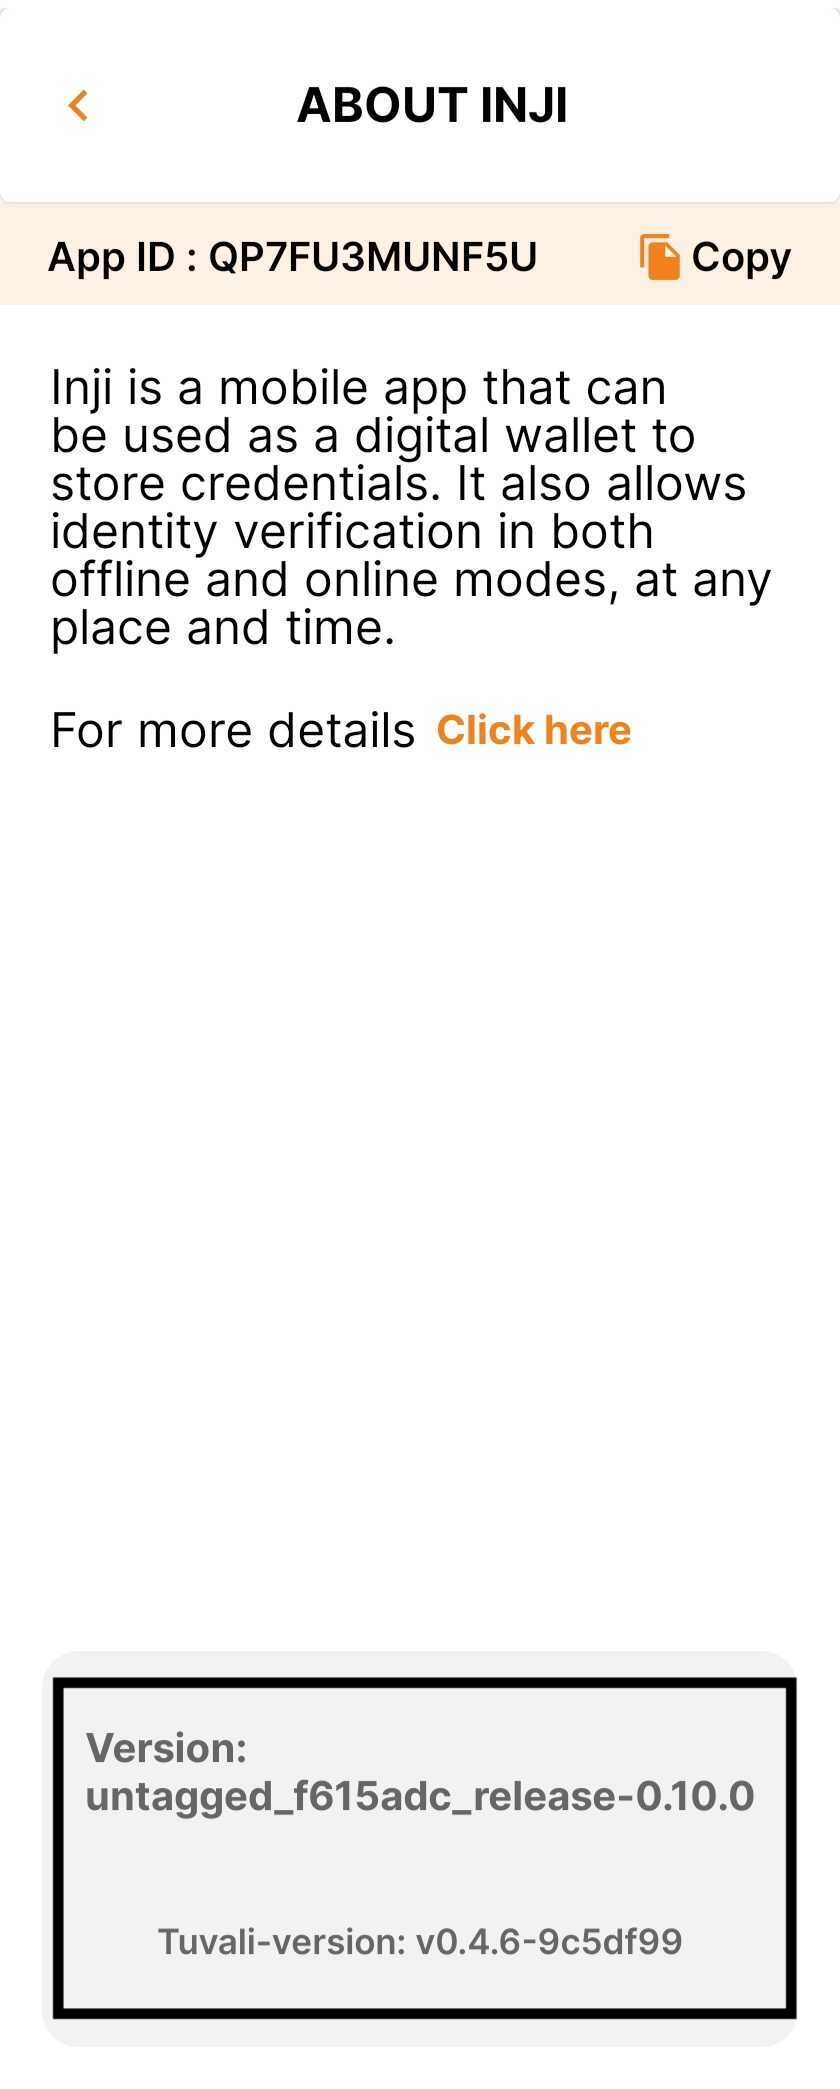 ABOUT INJI
App ID : QP7FU3MUNF5U Copy
Inji is a mobile app that can
be used as a digital wallet to
store credentials. It also allows
identity verification in both
offline and online modes, at any
place and time.
For more details Click here
Version:
untagged_f615adc_release-0.10.0
Tuvali-version: v0.4.6-9c5df99